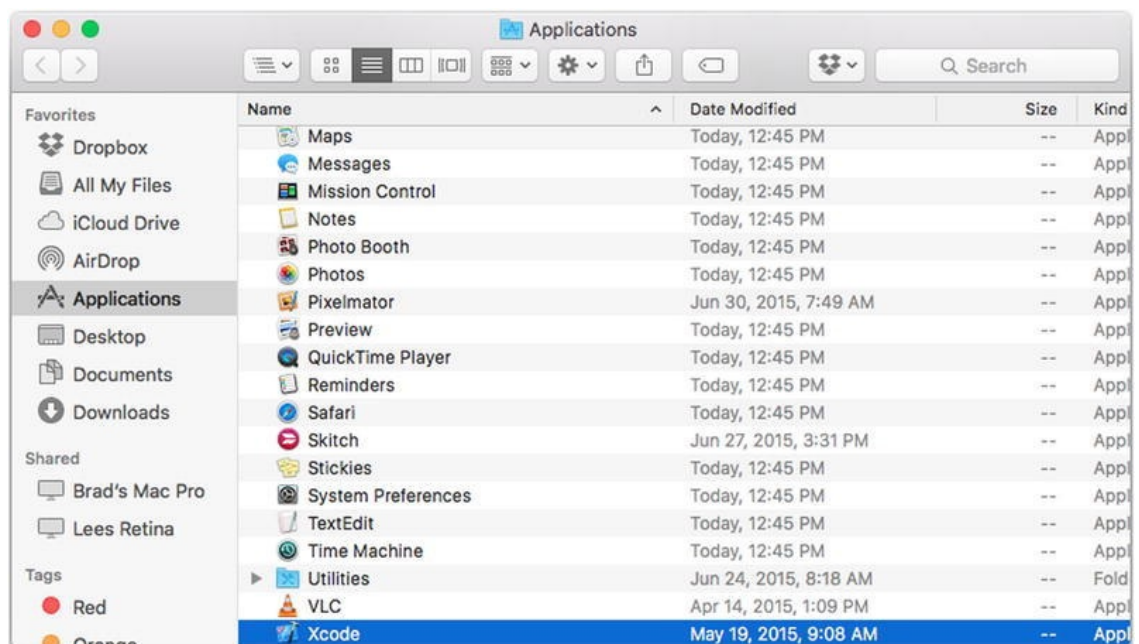 Applications
Search
Favorites
Dropbox
All My Files
iCloud Drive
AirDrop
Applications
Desktop
Documents
Downloads
Shared
Brad's Mac Pro
Lees Retina
Tags
Red
Orange
Name Date Modified Size Kind
Maps Today, 12:45 PM -- Appl
Messages Today, 12:45 PM -- Appl
Mission Control Today, 12:45 PM -- Appl
Notes Today, 12:45 PM -- Appl
Photo Booth Today, 12:45 PM -- Appl
Photos Today, 12:45 PM -- Appl
Pixelmator Jun 30, 2015, 7:49 AM -- Appl
Preview Today, 12:45 PM -- Appl
QuickTime Player Today, 12:45 PM -- Appl
Reminders Today, 12:45 PM -- Appl
Safari Today, 12:45 PM -- Appl
Skitch Jun 27, 2015, 3:31 PM -- Appl
Stickies Today, 12:45 PM -- Appl
System Preferences Today, 12:45 PM -- Appl
TextEdit Today, 12:45 PM -- Appl
Time Machine Today, 12:45 PM -- Appl
Utilities Jun 24, 2015, 8:18 AM -- Fold
VLC Apr 14, 2015, 1:09 PM -- Appl
Xcode May 19, 2015, 9:08 AM -- Appl